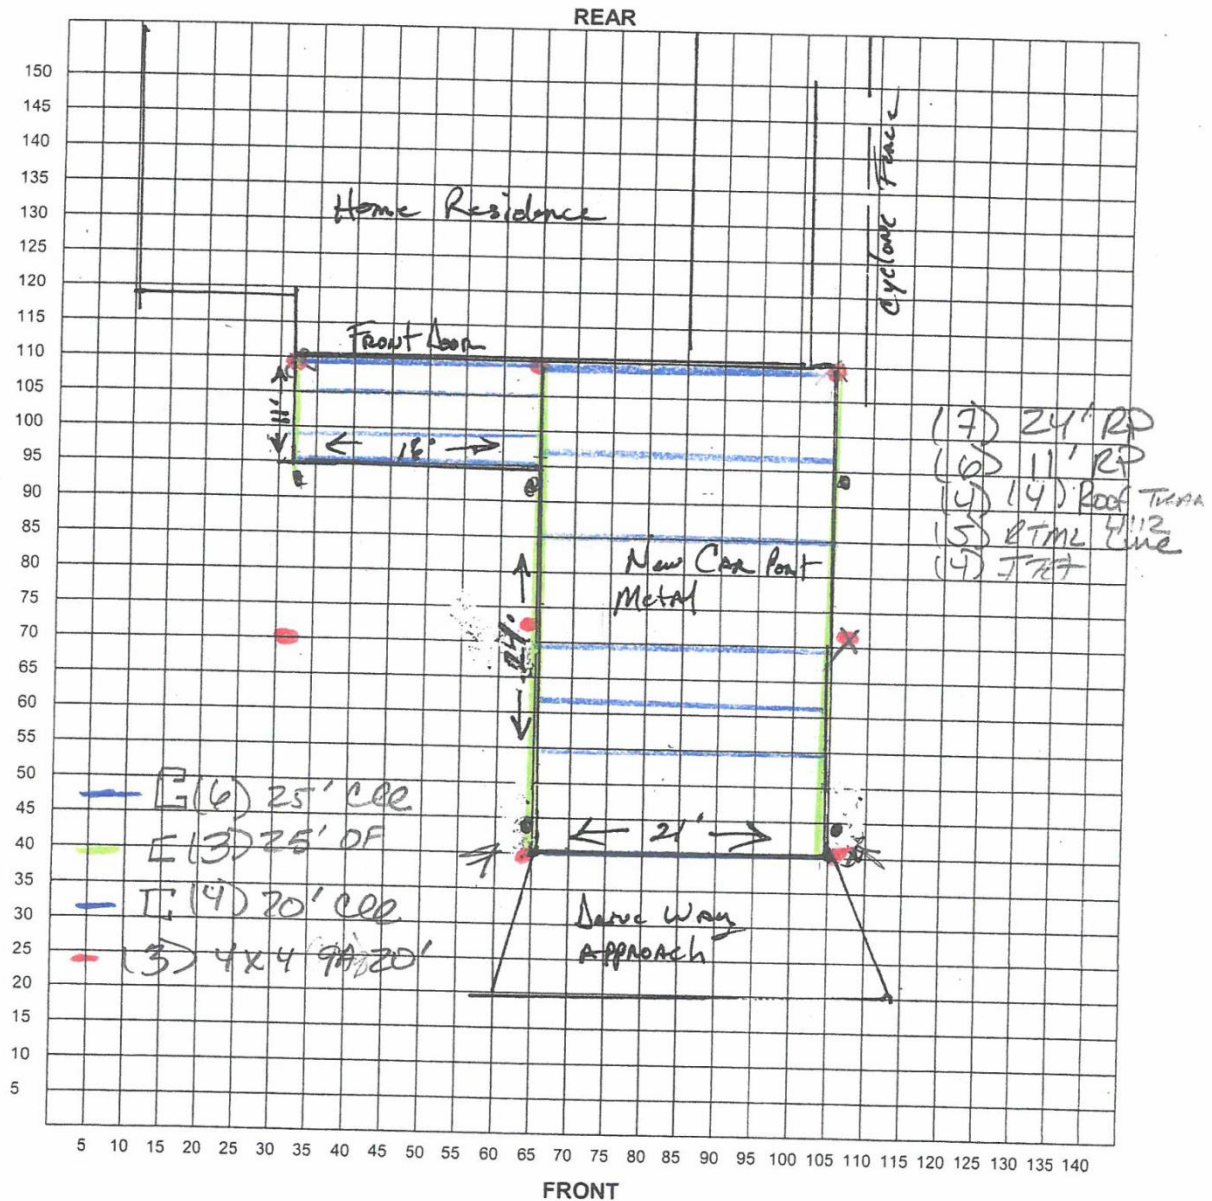 REAR
150
145
140
135
130
125
120
115
110
105
100
95
90
85
80
75
70
65
60
55
50
45
40
35
30
25
20
15
10
5
Home Residence
Cyclone Fence
Front Door
11'
(7) 24' RP
(6) 11' RP
(4) (4) Roof
(5)
(4)
New Car Port
Metal
24'
(6) 25' CEE
(3) 25'
21'
(4) 20' CEE
(3) 4x4 20'
Drive Way
Approach
5 10 15 20 25 30 35 40 45 50 55 60 65 70 75 80 85 90 95 100 105 110 115 120 125 130 135 140
FRONT